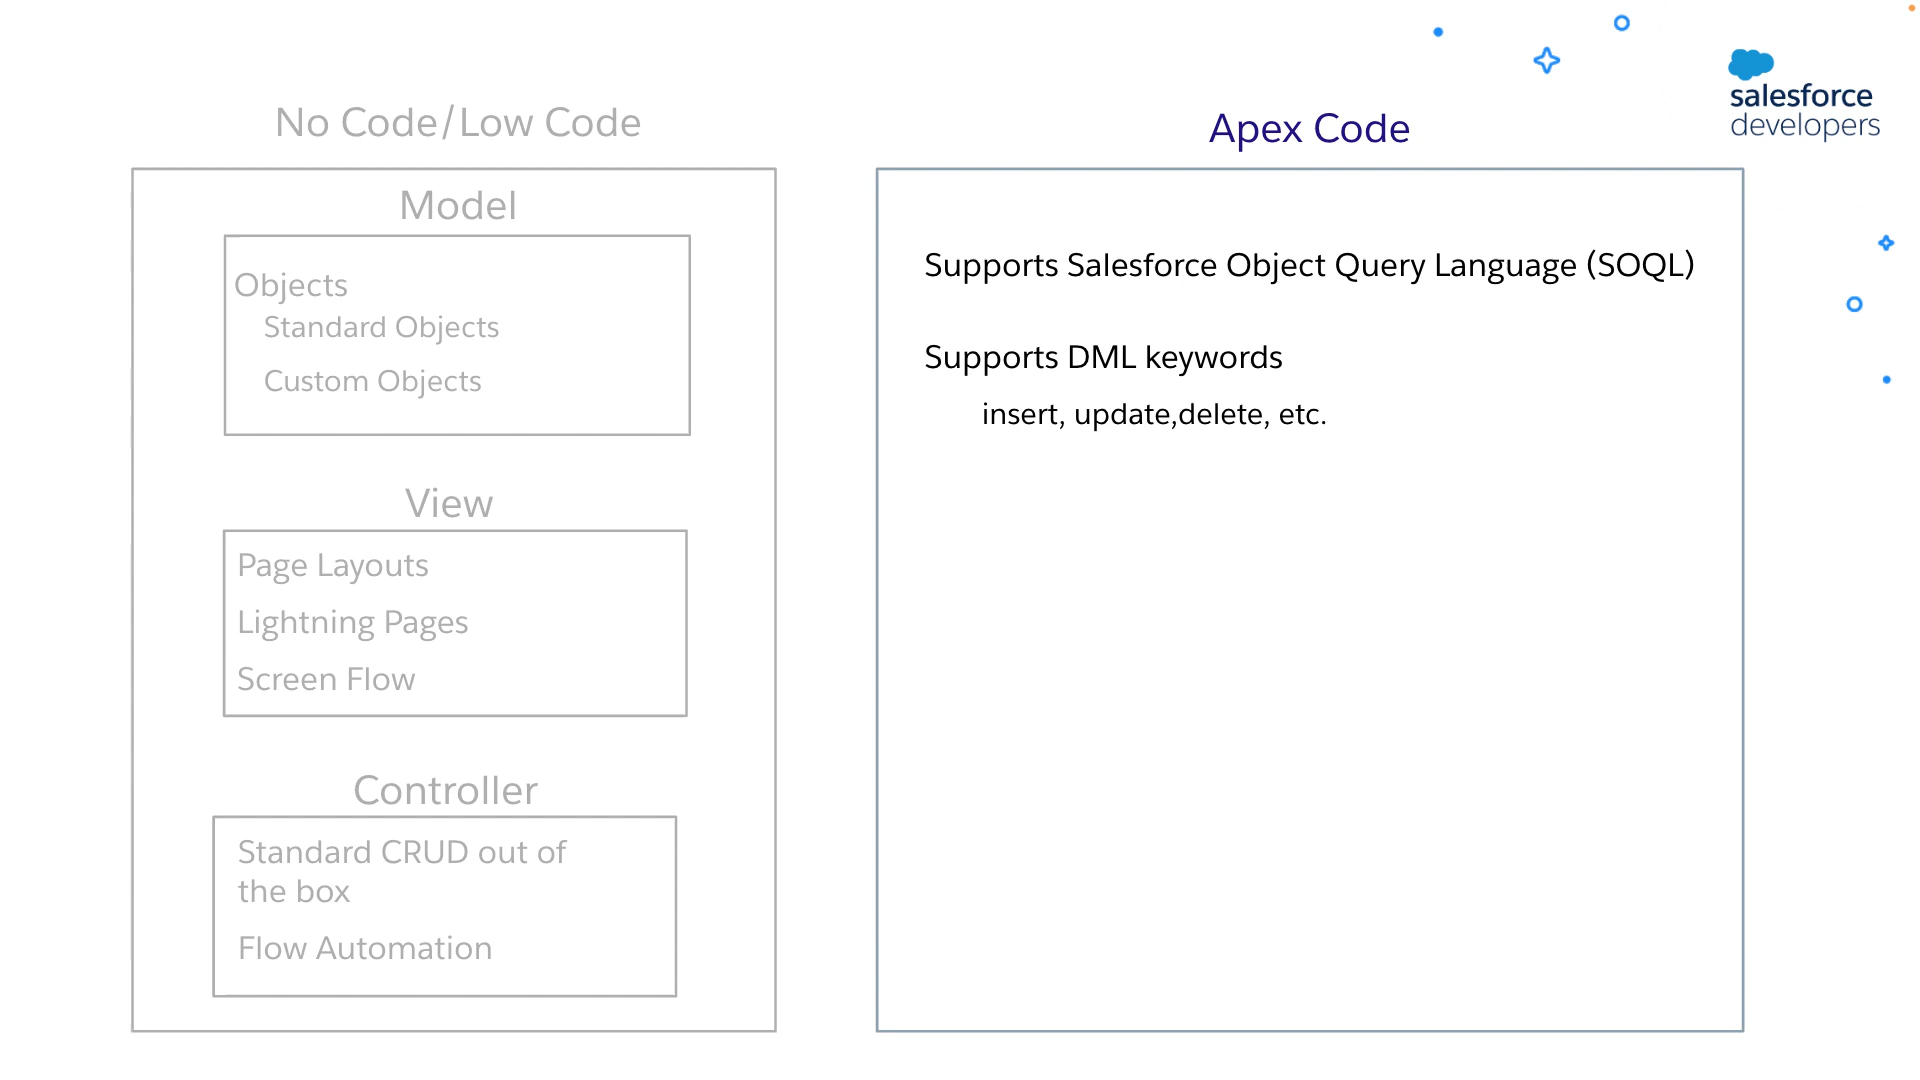 No Code/Low Code
Model
Objects
Standard Objects
Custom Objects
View
Page Layouts
Lightning Pages
Screen Flow
Controller
Standard CRUD out of
the box
Flow Automation
Apex Code
Supports Salesforce Object Query Language (SOQL)
Supports DML keywords
insert, update,delete, etc.
salesforce
developers